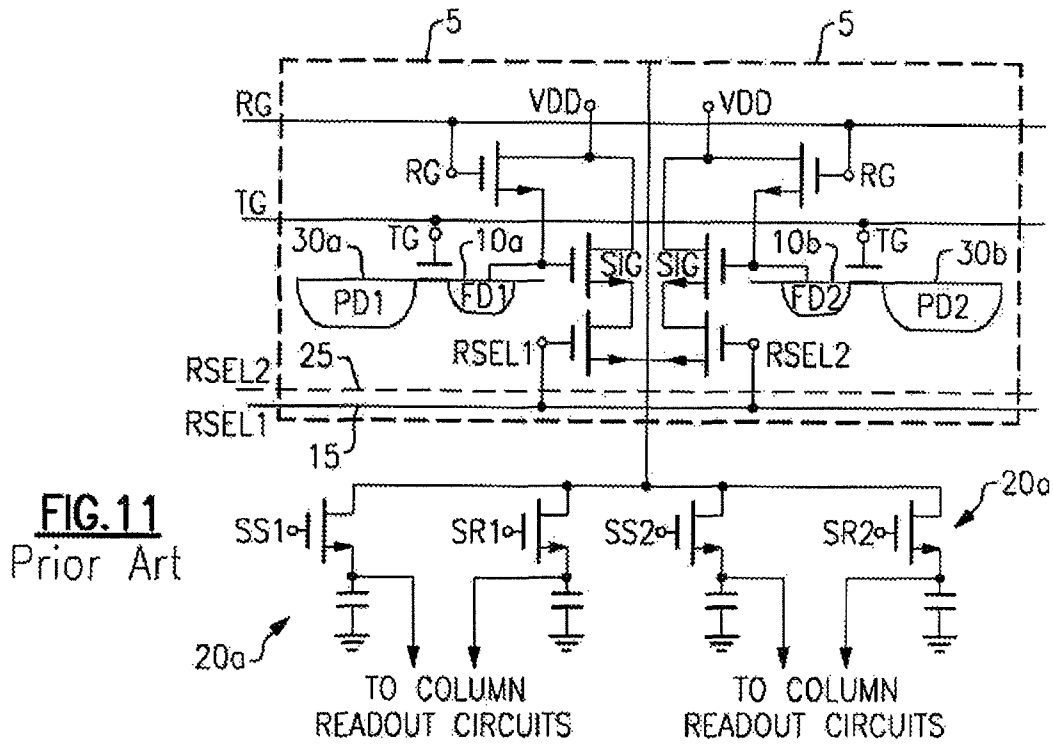 5 5
RG VDD VDD
RG RG
TG
TG 10a 10b TG
30a 30b
SIG SIG
PD1 FD1 FD2 PD2
RSEL1 RSEL2
RSEL2 25
RSEL1
15
20a
FIG.11
Prior Art
SS1 SR1 SS2 SR2
20a
TO COLUMN
READOUT CIRCUITS
TO COLUMN
READOUT CIRCUITS